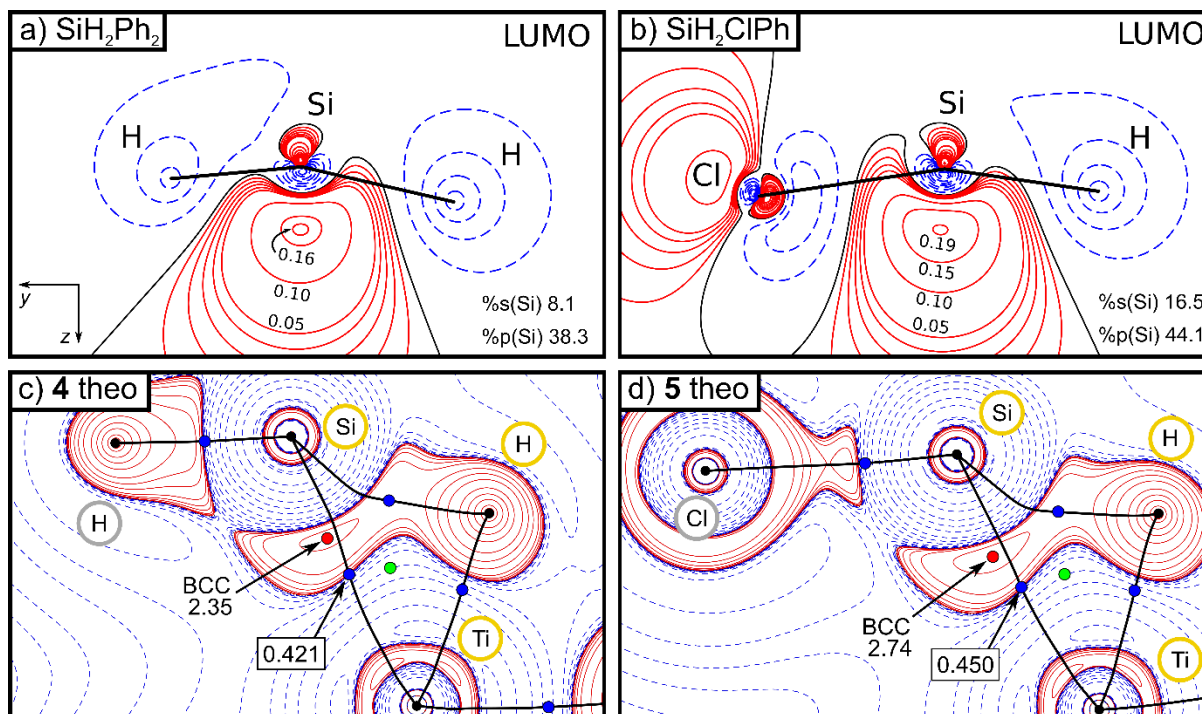 a) SiH₂Ph₂
LUMO
H
Si
H
0.16
0.10
0.05
y
z
%s(Si) 8.1
%p(Si) 38.3
b) SiH₂ClPh
LUMO
Cl
Si
H
0.19
0.15
0.10
0.05
%s(Si) 16.5
%p(Si) 44.1
c) 4 theo
Si
H
H
BCC
2.35
0.421
Ti
d) 5 theo
Si
H
Cl
BCC
2.74
0.450
Ti